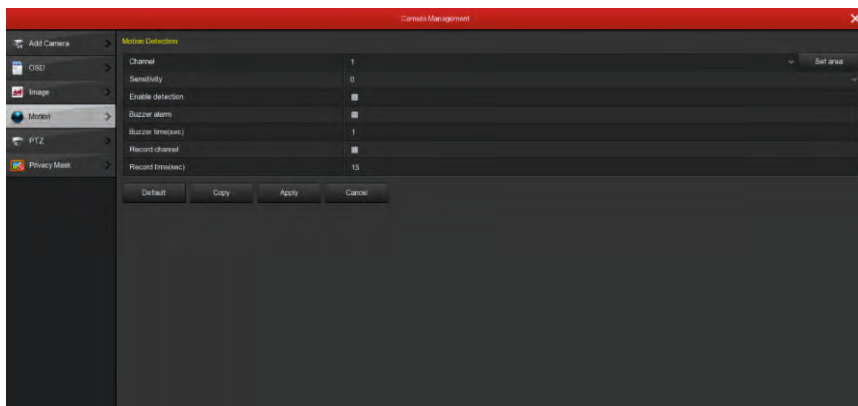 Camera Management
Add Camera
OSD
Image
Motion
PTZ
Privacy Mask
Motion Detection
Channel 1 Set area
Sensitivity 0
Enable detection
Buzzer alarm
Buzzer time(sec) 1
Record channel
Record time(sec) 15
Default Copy Apply Cancel